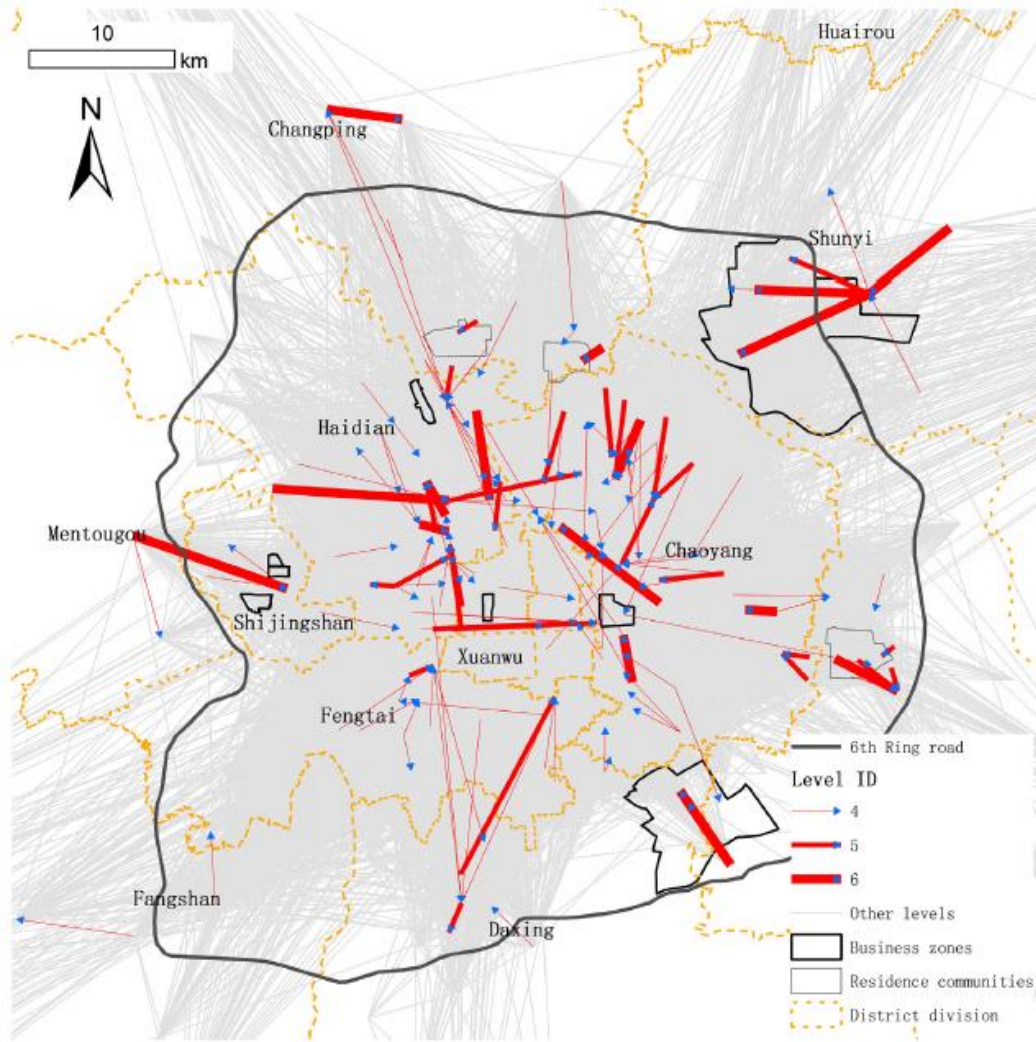 10
km
N
Huairou
Changping
Shunyi
Haidian
Mentougou
Chaoyang
Shijingshan
Xuanwu
Fengtai
Fangshan
Daxing
6th Ring road
Level ID
4
5
6
Other levels
Business zones
Residence communities
District division